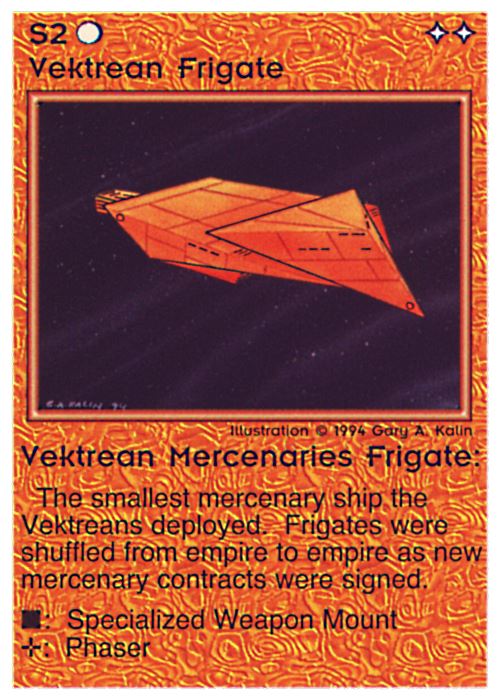 S2
Vektrean Frigate
G.A. KALIN 94
Illustration © 1994 Gary A. Kalin
Vektrean Mercenaries Frigate:
The smallest mercenary ship the
Vektreans deployed. Frigates were
shuffled from empire to empire as new
mercenary contracts were signed.
■: Specialized Weapon Mount
✛: Phaser